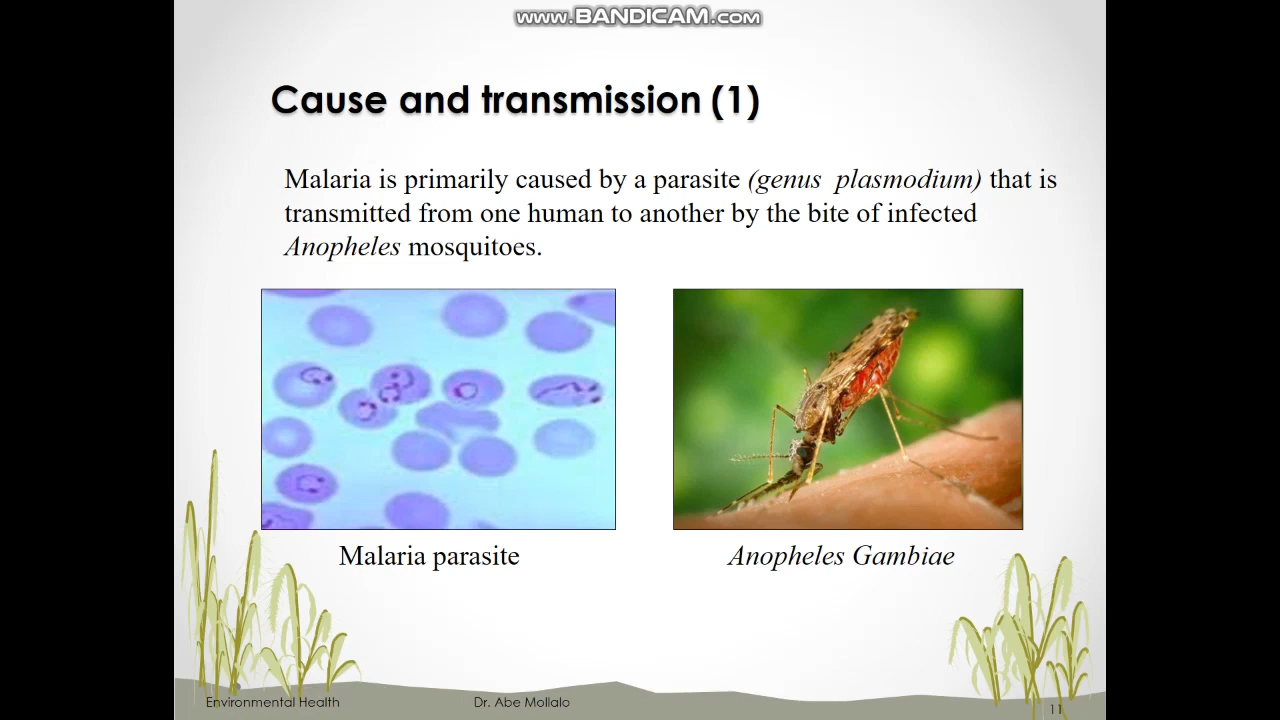 www.BANDICAM.com
Cause and transmission (1)
Malaria is primarily caused by a parasite (genus plasmodium) that is
transmitted from one human to another by the bite of infected
Anopheles mosquitoes.
Malaria parasite
Anopheles Gambiae
Environmental Health
Dr. Abe Mollalo
11